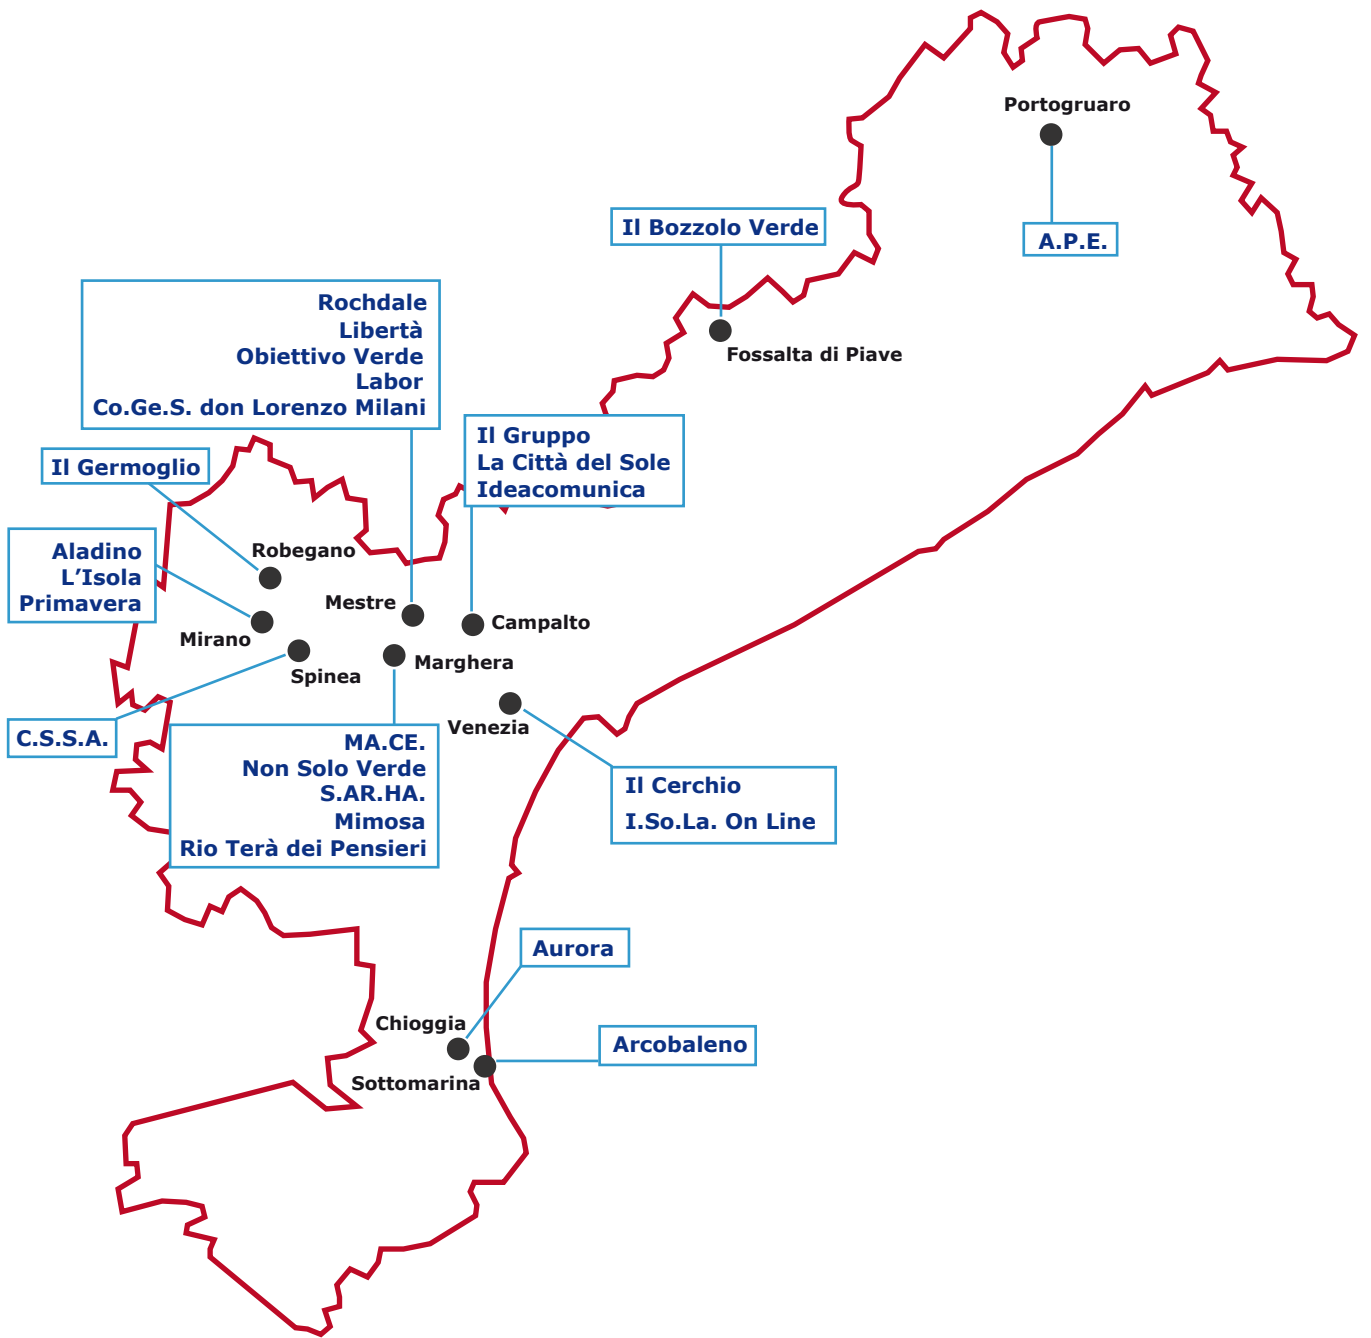 Portogruaro
A.P.E.
Il Bozzolo Verde
Fossalta di Piave
Rochdale
Libertà
Obiettivo Verde
Labor
Co.Ge.S. don Lorenzo Milani
Il Gruppo
La Città del Sole
Ideacomunica
Il Germoglio
Robegano
Aladino
L’Isola
Primavera
Mestre
Campalto
Mirano
Marghera
Spinea
Venezia
C.S.S.A.
MA.CE.
Non Solo Verde
S.AR.HA.
Mimosa
Rio Terà dei Pensieri
Il Cerchio
I.So.La. On Line
Aurora
Chioggia
Arcobaleno
Sottomarina